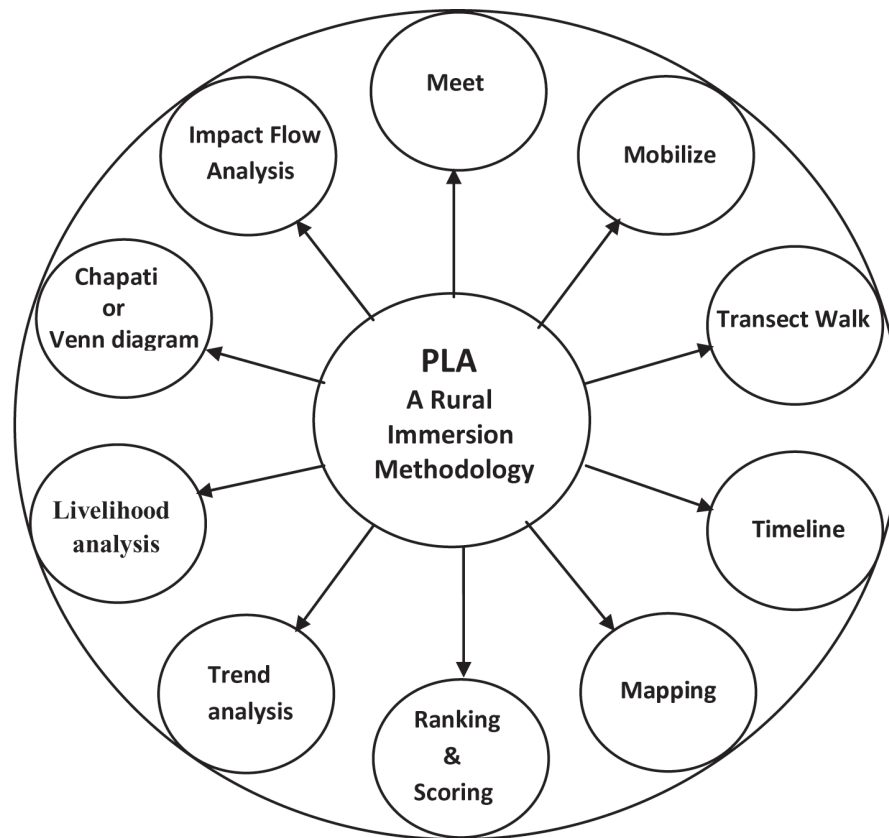 Meet
Mobilize
Transect Walk
Timeline
Mapping
Ranking
&
Scoring
Trend
analysis
Livelihood
analysis
Chapati
or
Venn diagram
Impact Flow
Analysis
PLA
A Rural
Immersion
Methodology